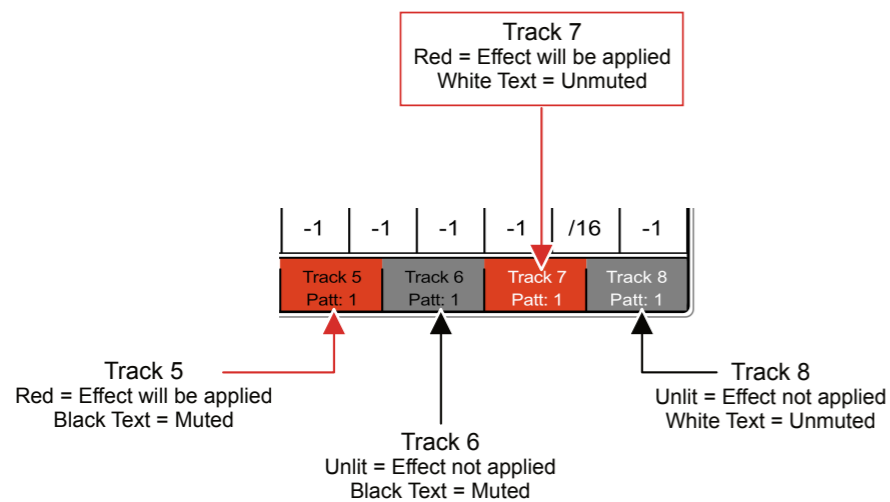 Track 7
Red = Effect will be applied
White Text = Unmuted
-1 -1 -1 -1 /16 -1
Track 5 Track 6 Track 7 Track 8
Patt: 1 Patt: 1 Patt: 1 Patt: 1
Track 5
Red = Effect will be applied
Black Text = Muted
Track 8
Unlit = Effect not applied
White Text = Unmuted
Track 6
Unlit = Effect not applied
Black Text = Muted